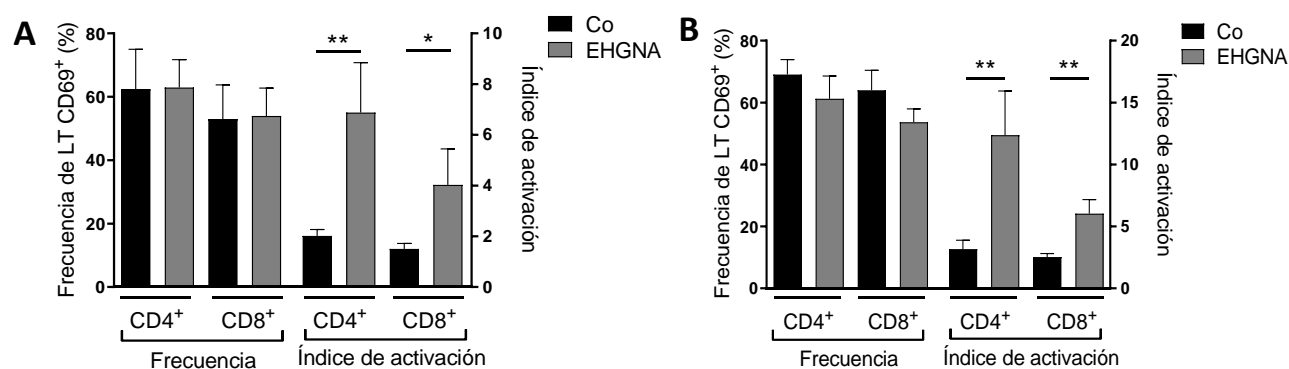 A
Co
EHGNA
Frecuencia de LT CD69⁺ (%)
80
60
40
20
0
** *
10
8
6
4
2
0
Índice de activación
CD4⁺ CD8⁺ CD4⁺ CD8⁺
Frecuencia Índice de activación
B
Co
EHGNA
Frecuencia de LT CD69⁺ (%)
80
60
40
20
0
** **
20
15
10
5
0
Índice de activación
CD4⁺ CD8⁺ CD4⁺ CD8⁺
Frecuencia Índice de activación